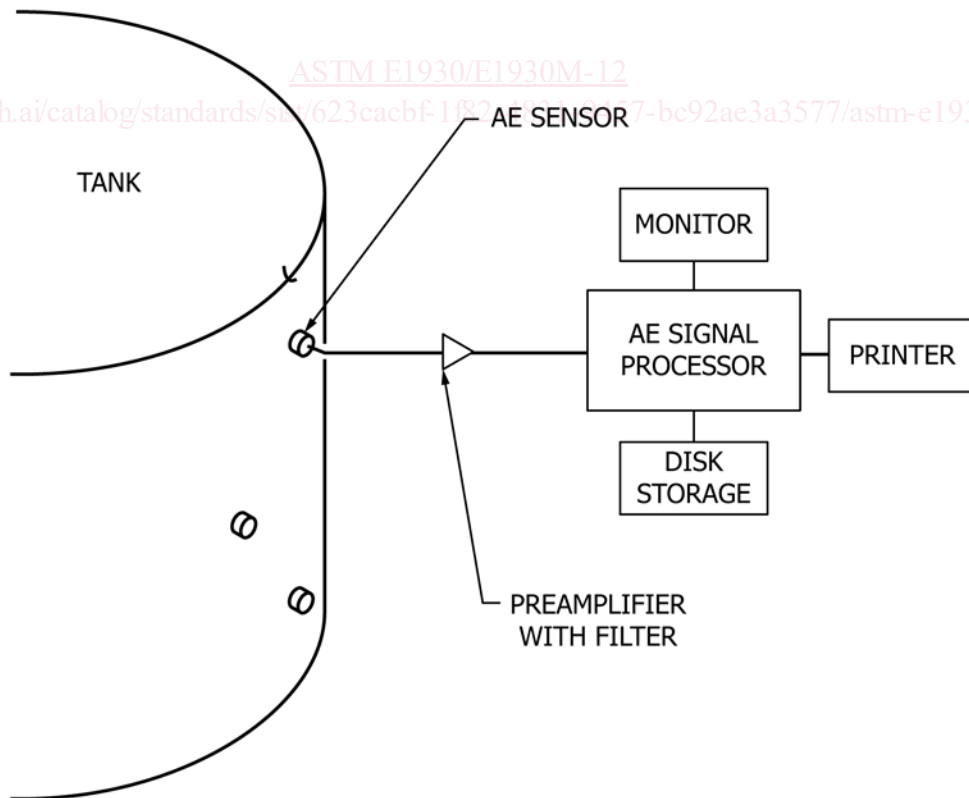 ASTM E1930/E1930M-12
AE SENSOR
TANK
MONITOR
AE SIGNAL
PROCESSOR
PRINTER
DISK
STORAGE
PREAMPLIFIER
WITH FILTER